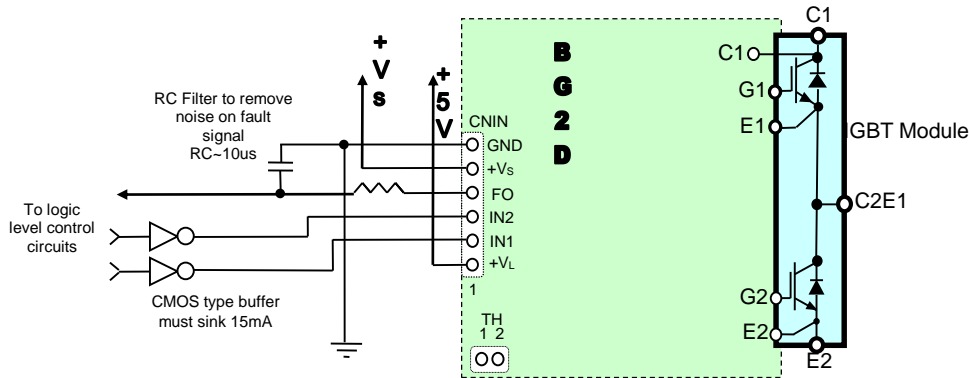 C1
+
V
s
+
5
V
B
G
2
D
C1
G1
E1
IGBT Module
RC Filter to remove
noise on fault
signal
RC~10us
CNIN
GND
+VS
FO
IN2
IN1
+VL
1
To logic
level control
circuits
CMOS type buffer
must sink 15mA
C2E1
TH
1 2
G2
E2
E2